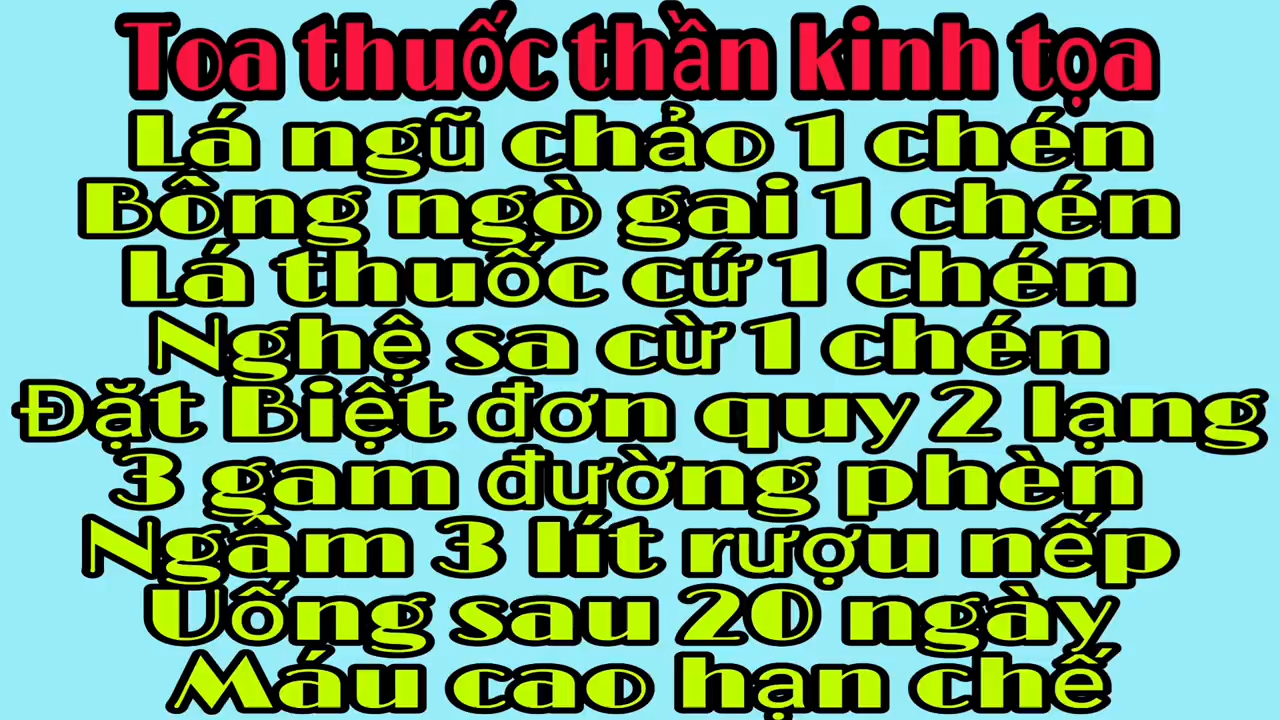 Toa thuốc thần kinh tọa
Lá ngũ chảo 1 chén
Bông ngò gai 1 chén
Lá thuốc cứ 1 chén
Nghệ sa cừ 1 chén
Đặt Biệt đơn quy 2 lạng
3 gam đường phèn
Ngâm 3 lít rượu nếp
Uống sau 20 ngày
Máu cao hạn chế